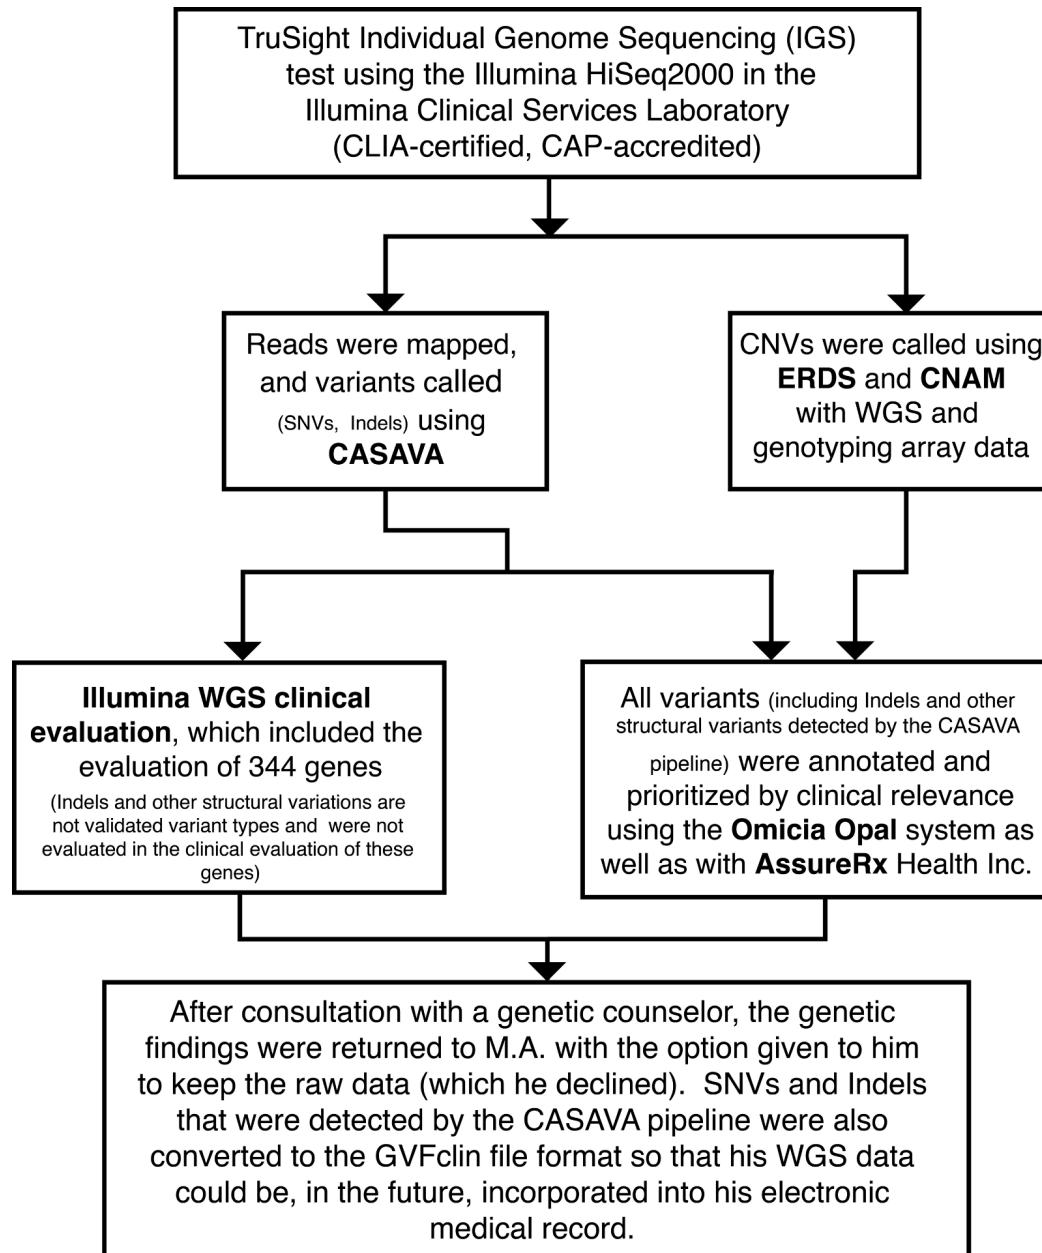 TruSight Individual Genome Sequencing (IGS)
test using the Illumina HiSeq2000 in the
Illumina Clinical Services Laboratory
(CLIA-certified, CAP-accredited)
Reads were mapped,
and variants called
(SNVs, Indels) using
CASAVA
CNVs were called using
ERDS and CNAM
with WGS and
genotyping array data
Illumina WGS clinical
evaluation, which included the
evaluation of 344 genes
(Indels and other structural variations are
not validated variant types and were not
evaluated in the clinical evaluation of these
genes)
All variants (including Indels and other
structural variants detected by the CASAVA
pipeline) were annotated and
prioritized by clinical relevance
using the Omicia Opal system as
well as with AssureRx Health Inc.
After consultation with a genetic counselor, the genetic
findings were returned to M.A. with the option given to him
to keep the raw data (which he declined). SNVs and Indels
that were detected by the CASAVA pipeline were also
converted to the GVFclin file format so that his WGS data
could be, in the future, incorporated into his electronic
medical record.